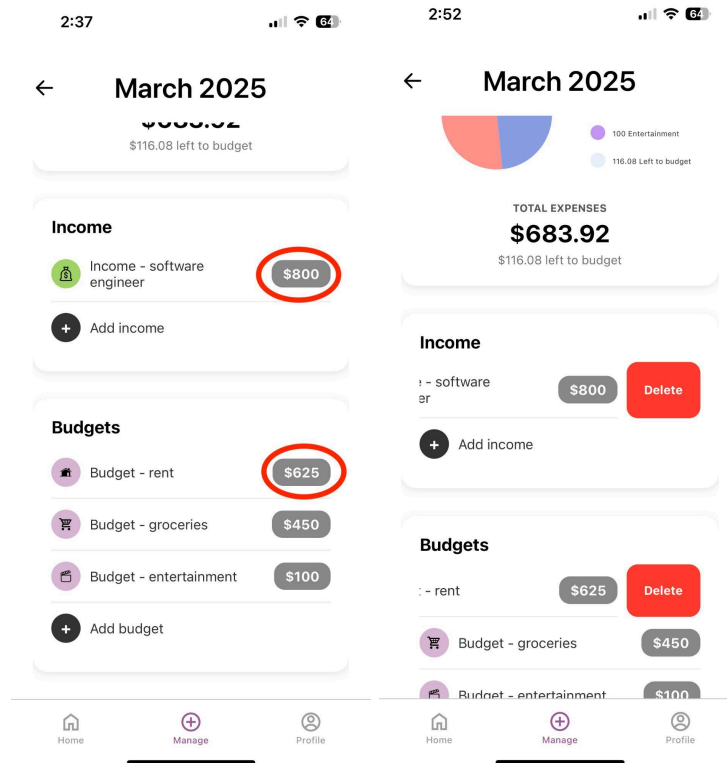 2:37
64
March 2025
$116.08 left to budget
Income
Income - software
engineer
$800
Add income
Budgets
Budget - rent
$625
Budget - groceries
$450
Budget - entertainment
$100
Add budget
Home
Manage
Profile
2:52
64
March 2025
100 Entertainment
116.08 Left to budget
TOTAL EXPENSES
$683.92
$116.08 left to budget
Income
- software
er
$800
Delete
Add income
Budgets
- rent
$625
Delete
Budget - groceries
$450
Budget - entertainment
$100
Home
Manage
Profile